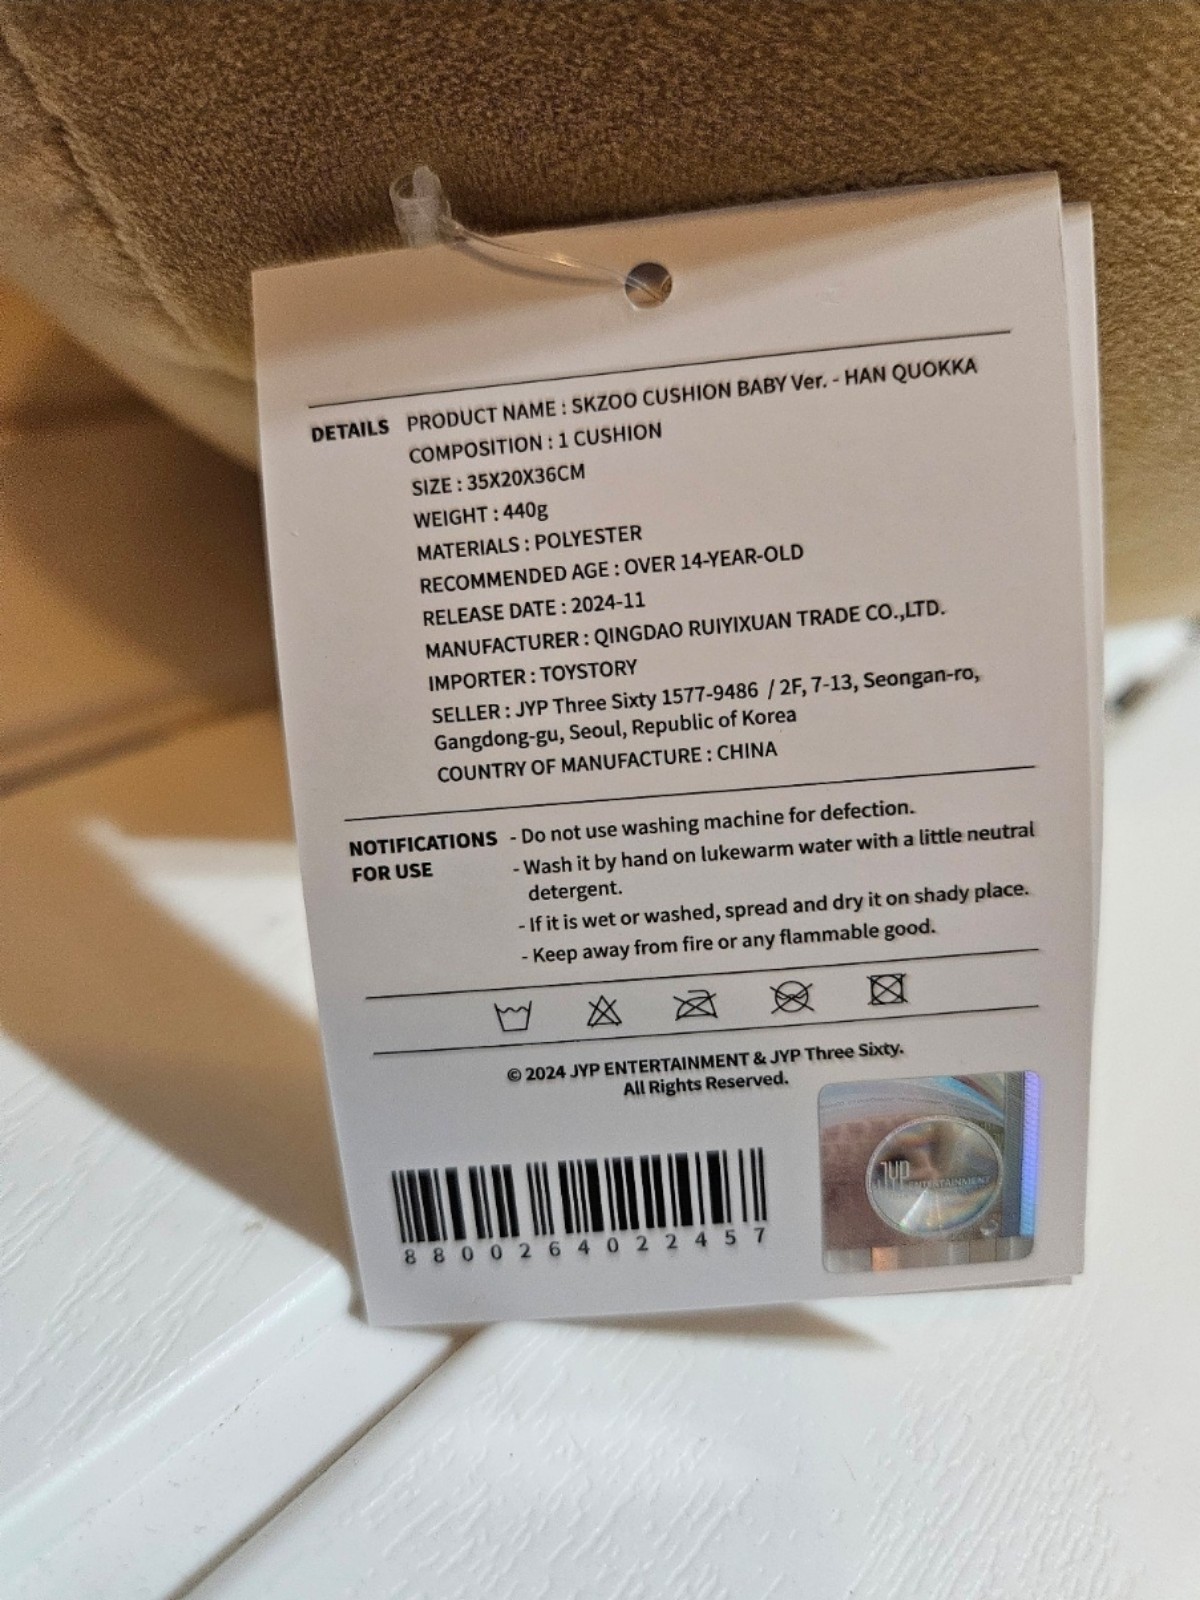 DETAILS PRODUCT NAME : SKZOO CUSHION BABY Ver. - HAN QUOKKA
COMPOSITION : 1 CUSHION
SIZE : 35X20X36CM
WEIGHT : 440g
MATERIALS : POLYESTER
RECOMMENDED AGE : OVER 14-YEAR-OLD
RELEASE DATE : 2024-11
MANUFACTURER : QINGDAO RUIYIXUAN TRADE CO.,LTD.
IMPORTER : TOYSTORY
SELLER : JYP Three Sixty 1577-9486 / 2F, 7-13, Seongan-ro,
Gangdong-gu, Seoul, Republic of Korea
COUNTRY OF MANUFACTURE : CHINA
NOTIFICATIONS - Do not use washing machine for defection.
FOR USE - Wash it by hand on lukewarm water with a little neutral
detergent.
- If it is wet or washed, spread and dry it on shady place.
- Keep away from fire or any flammable good.
© 2024 JYP ENTERTAINMENT & JYP Three Sixty.
All Rights Reserved.
8800264022457
JYP ENTERTAINMENT